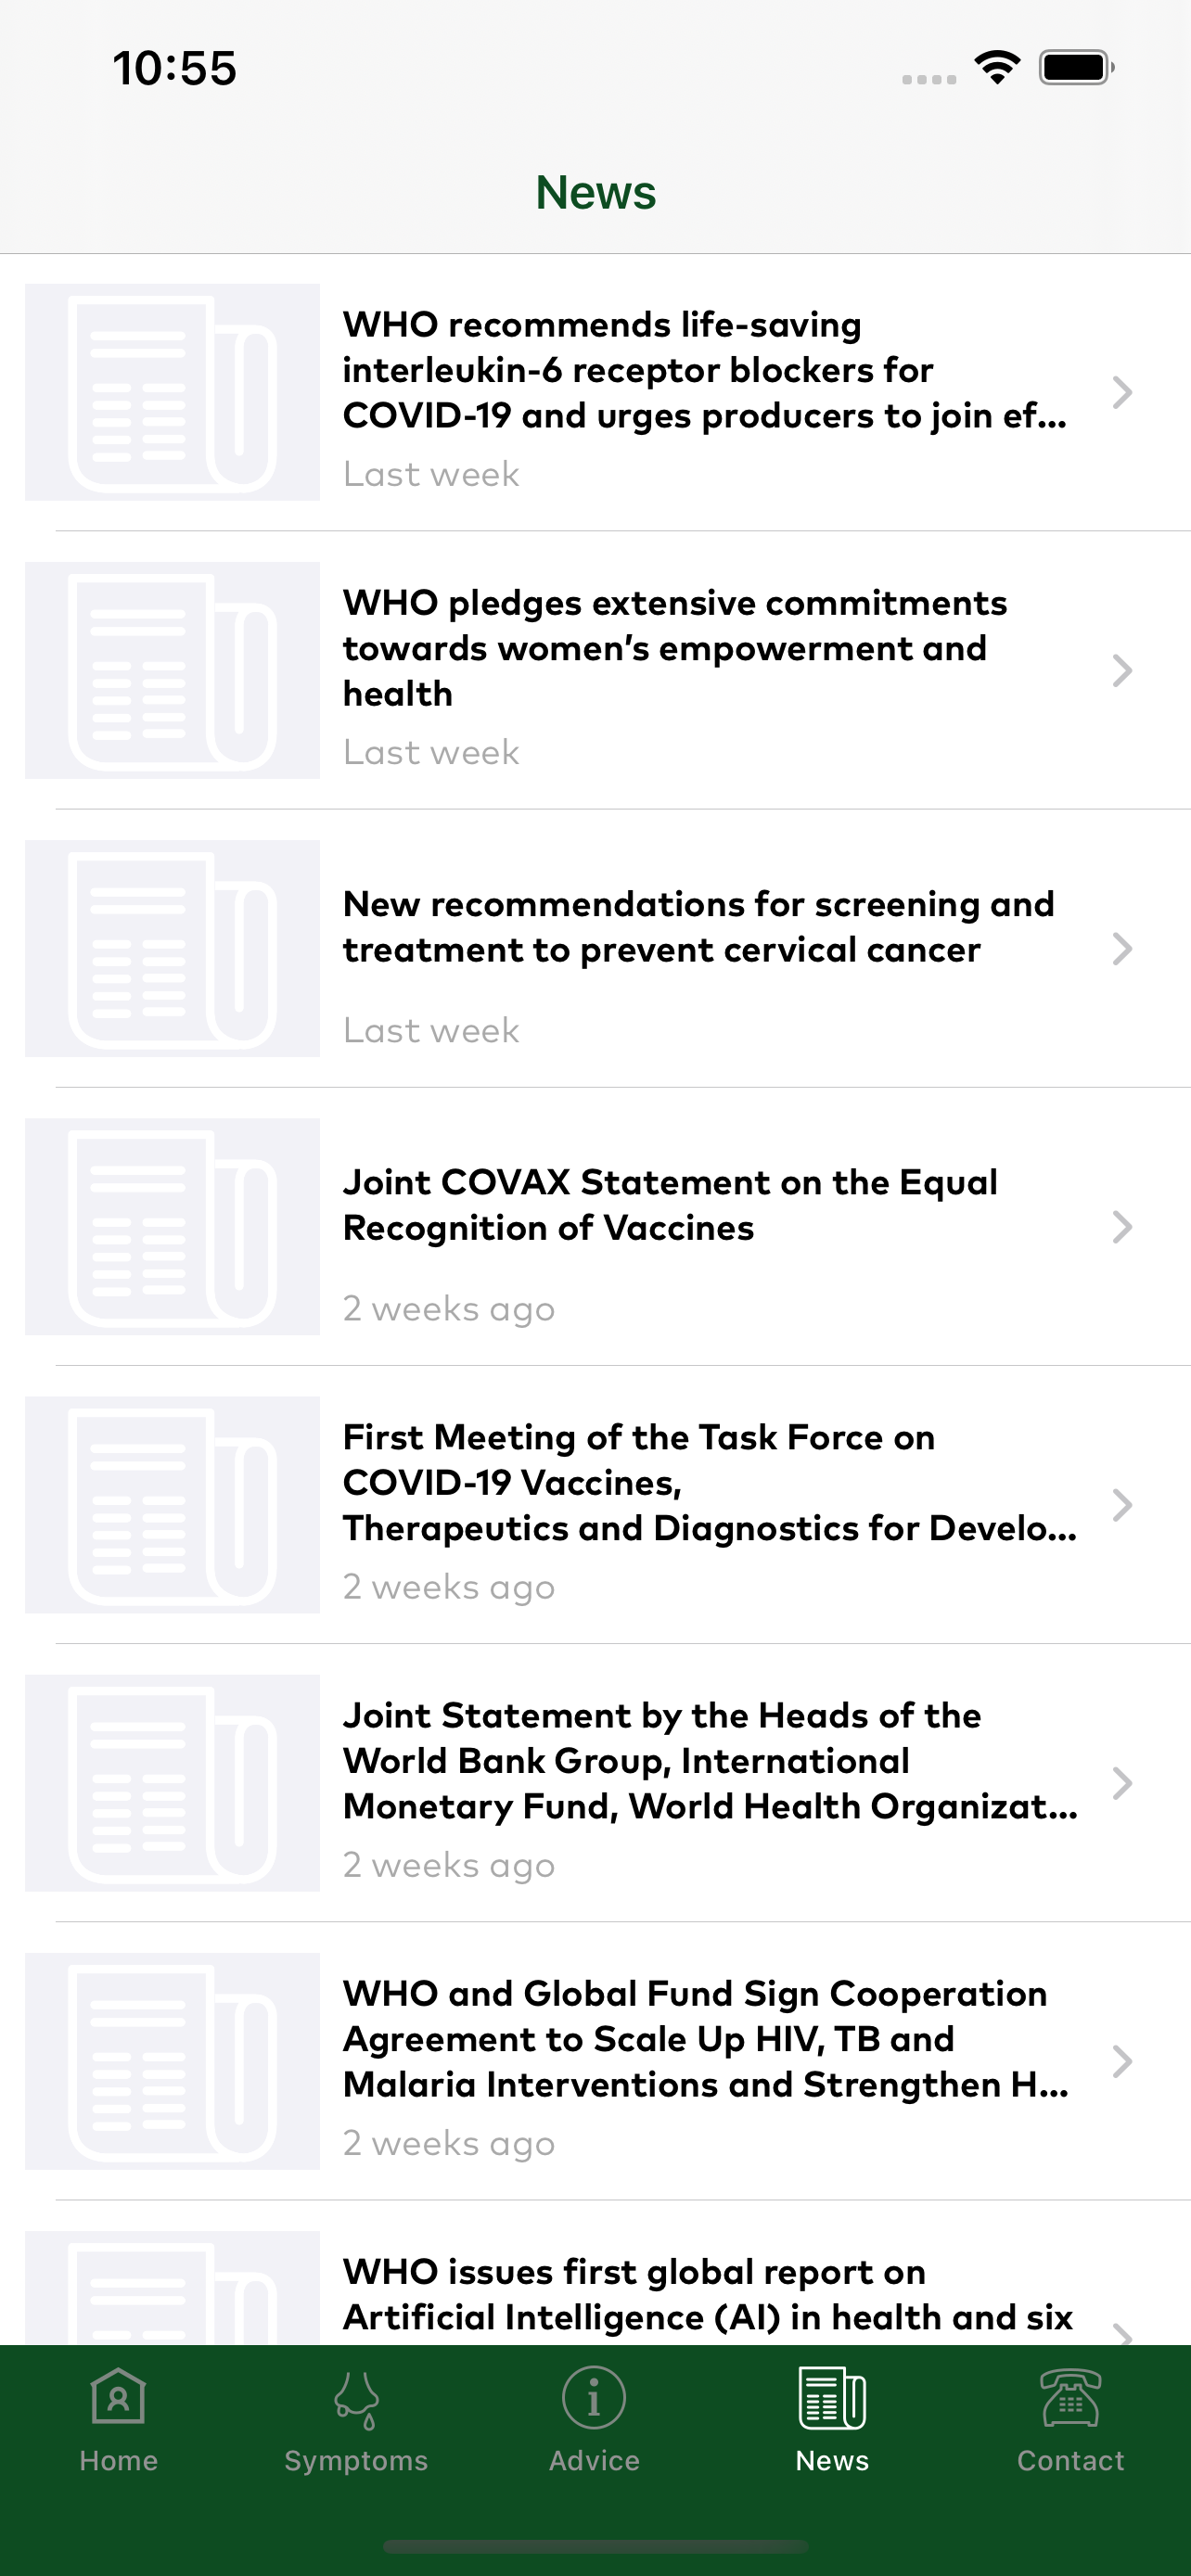 10:55
News
WHO recommends life-saving
interleukin-6 receptor blockers for
COVID-19 and urges producers to join ef...
Last week
WHO pledges extensive commitments
towards women’s empowerment and
health
Last week
New recommendations for screening and
treatment to prevent cervical cancer
Last week
Joint COVAX Statement on the Equal
Recognition of Vaccines
2 weeks ago
First Meeting of the Task Force on
COVID-19 Vaccines,
Therapeutics and Diagnostics for Develo...
2 weeks ago
Joint Statement by the Heads of the
World Bank Group, International
Monetary Fund, World Health Organizat...
2 weeks ago
WHO and Global Fund Sign Cooperation
Agreement to Scale Up HIV, TB and
Malaria Interventions and Strengthen H...
2 weeks ago
WHO issues first global report on
Artificial Intelligence (AI) in health and six
Home
Symptoms
Advice
News
Contact